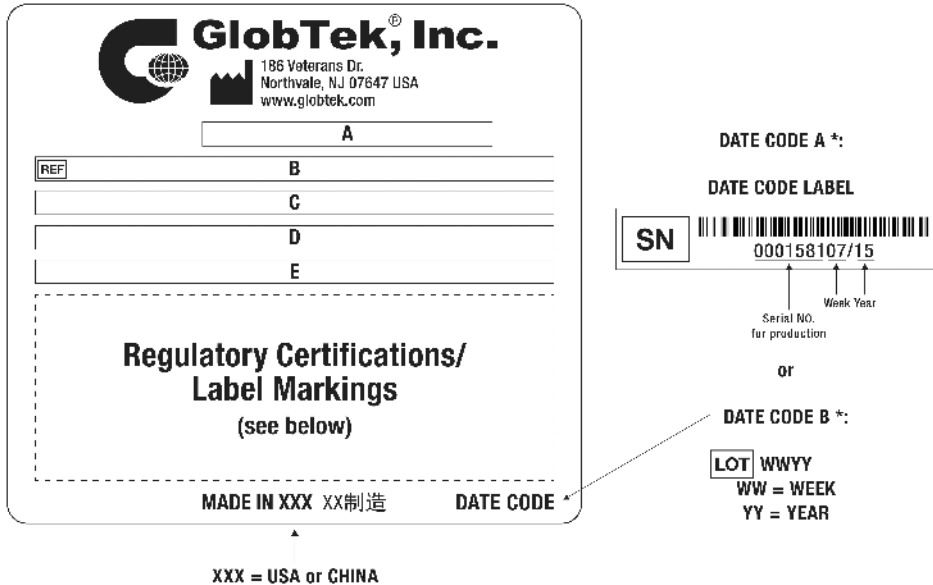 GlobTek,® Inc.
186 Veterans Dr.
Northvale, NJ 07647 USA
www.globtek.com
A
REF B
C
D
E
Regulatory Certifications/
Label Markings
(see below)
MADE IN XXX XX制造 DATE CODE
XXX = USA or CHINA
DATE CODE A *:
DATE CODE LABEL
SN
000158107/15
Week Year
Serial NO.
for production
or
DATE CODE B *:
LOT WWYY
WW = WEEK
YY = YEAR